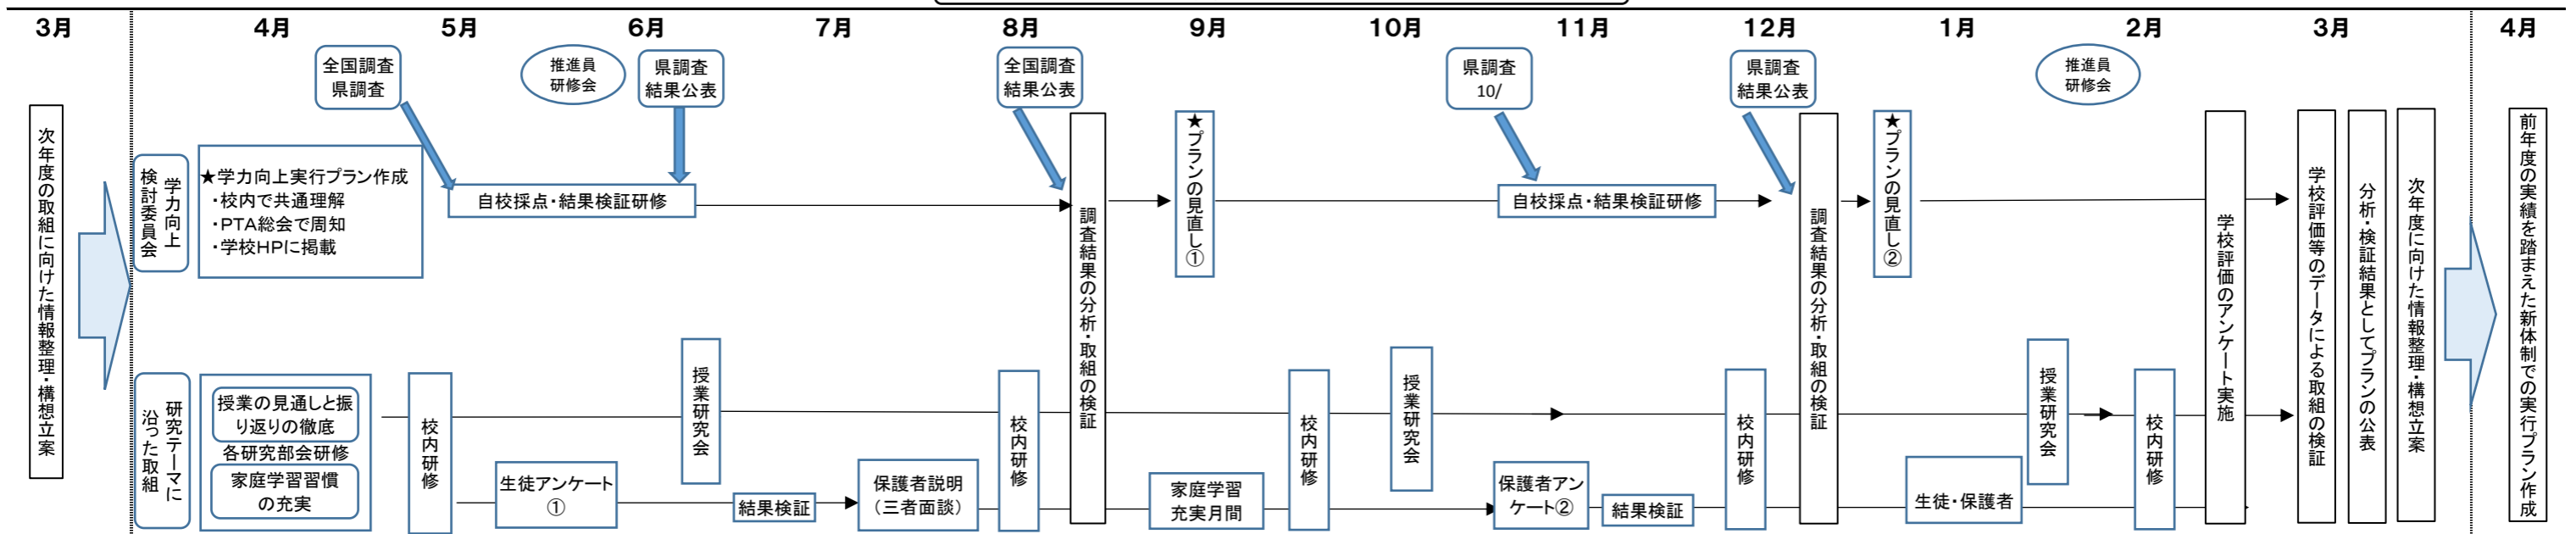 3月
4月
5月
6月
7月
8月
9月
10月
11月
12月
1月
2月
3月
4月
全国調査
県調査
推進員
研修会
県調査
結果公表
全国調査
結果公表
県調査
10/
県調査
結果公表
推進員
研修会
次年度の取組に向けた情報整理・構想立案
学力向上
検討委員会
★学力向上実行プラン作成
・校内で共通理解
・PTA総会で周知
・学校HPに掲載
自校採点・結果検証研修
調査結果の分析・取組の検証
★プランの見直し①
自校採点・結果検証研修
調査結果の分析・取組の検証
★プランの見直し②
学校評価のアンケート実施
学校評価等のデータによる取組の検証
分析・検証結果としてプランの公表
次年度に向けた情報整理・構想立案
前年度の実績を踏まえた新体制での実行プラン作成
研究テーマに
沿った取組
授業の見通しと振
り返りの徹底
各研究部会研修
家庭学習習慣
の充実
校内研修
生徒アンケート
①
授業研究会
結果検証
保護者説明
（三者面談）
校内研修
家庭学習
充実月間
校内研修
授業研究会
保護者アン
ケート②
結果検証
校内研修
生徒・保護者
授業研究会
校内研修